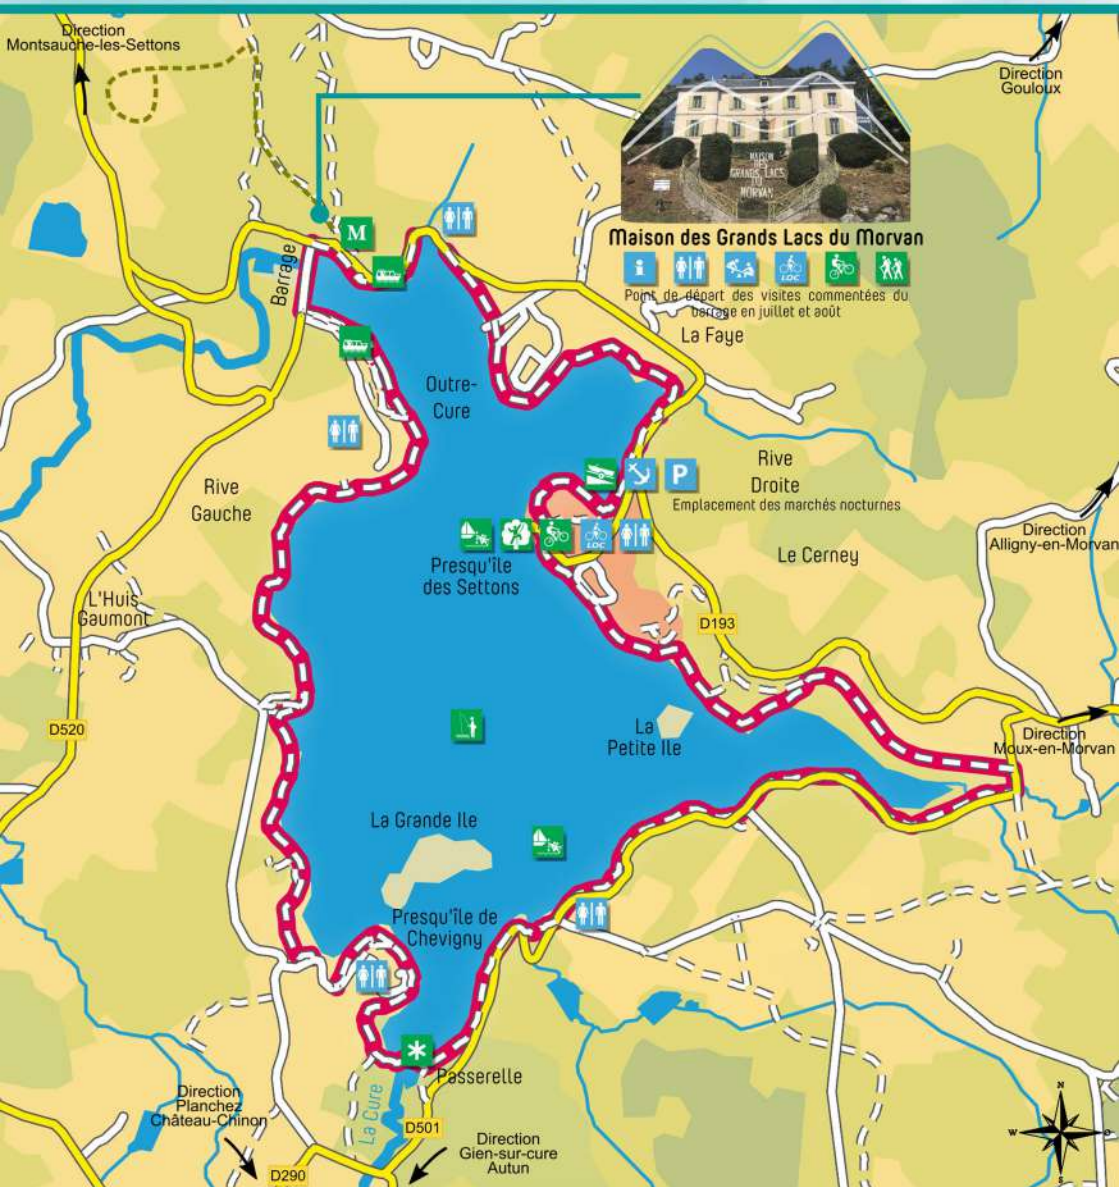 Direction
Montsauche-les-Settons
Direction
Gouloux
MAISON
DES
GRANDS LACS
DU
MORVAN
M
Maison des Grands Lacs du Morvan
i
LOC
Point de départ des visites commentées du
barrage en juillet et août
Barrage
La Faye
Outre-
Cure
Rive
Gauche
P
Rive
Droite
Emplacement des marchés nocturnes
LOC
Direction
Alligny-en-Morvan
Le Cerney
Presqu'île
des Settons
L'Huis
Gaumont
D193
D520
La
Petite Ile
Direction
Moux-en-Morvan
La Grande Ile
Presqu'île de
Chevigny
Passerelle
La Cure
Direction
Planchez
Château-Chinon
D501
Direction
Gien-sur-cure
Autun
D290
N
W
O
S